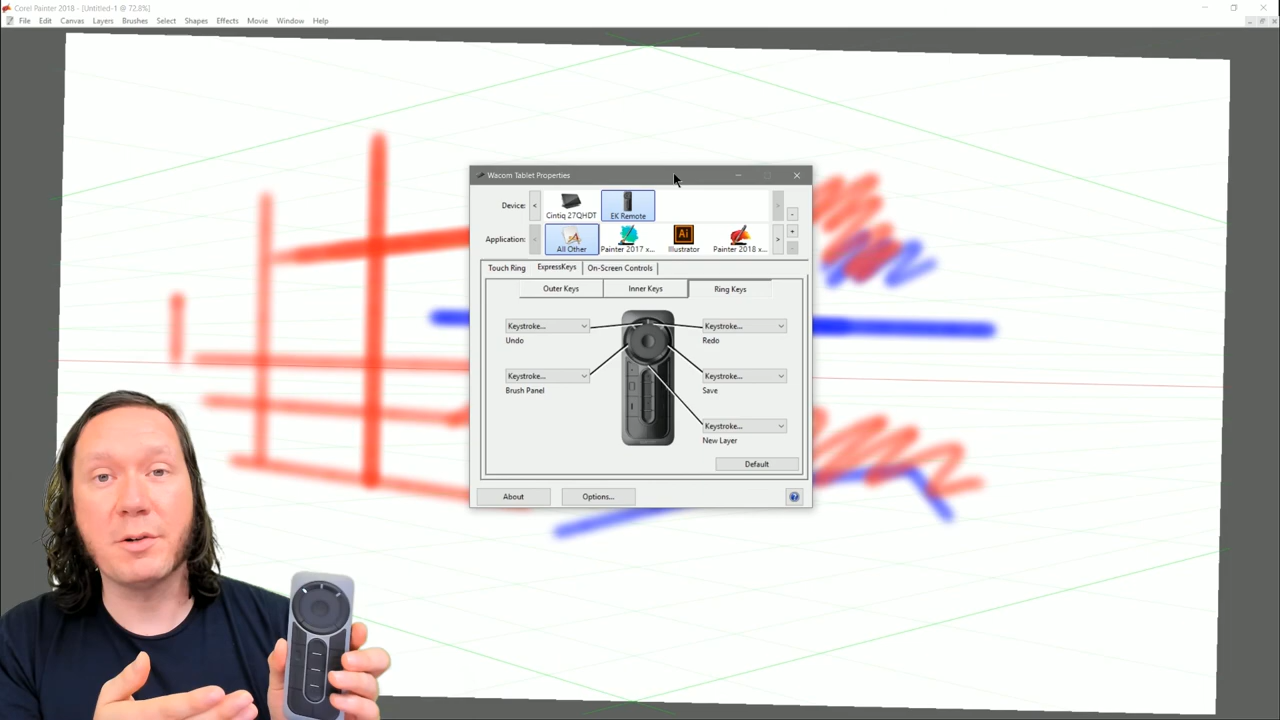 Corel Painter 2018 - [Untitled-1 @ 72,8%]
File Edit Canvas Layers Brushes Select Shapes Effects Movie Window Help
Wacom Tablet Properties
Device:
Cintiq 27QHDT EK Remote
Application:
All Other Painter 2017 x... Illustrator Painter 2018 x...
Ai
Touch Ring ExpressKeys On-Screen Controls
Outer Keys Inner Keys Ring Keys
Keystroke... Keystroke...
Undo Redo
Keystroke... Keystroke...
Brush Panel Save
Keystroke...
New Layer
Default
About Options...